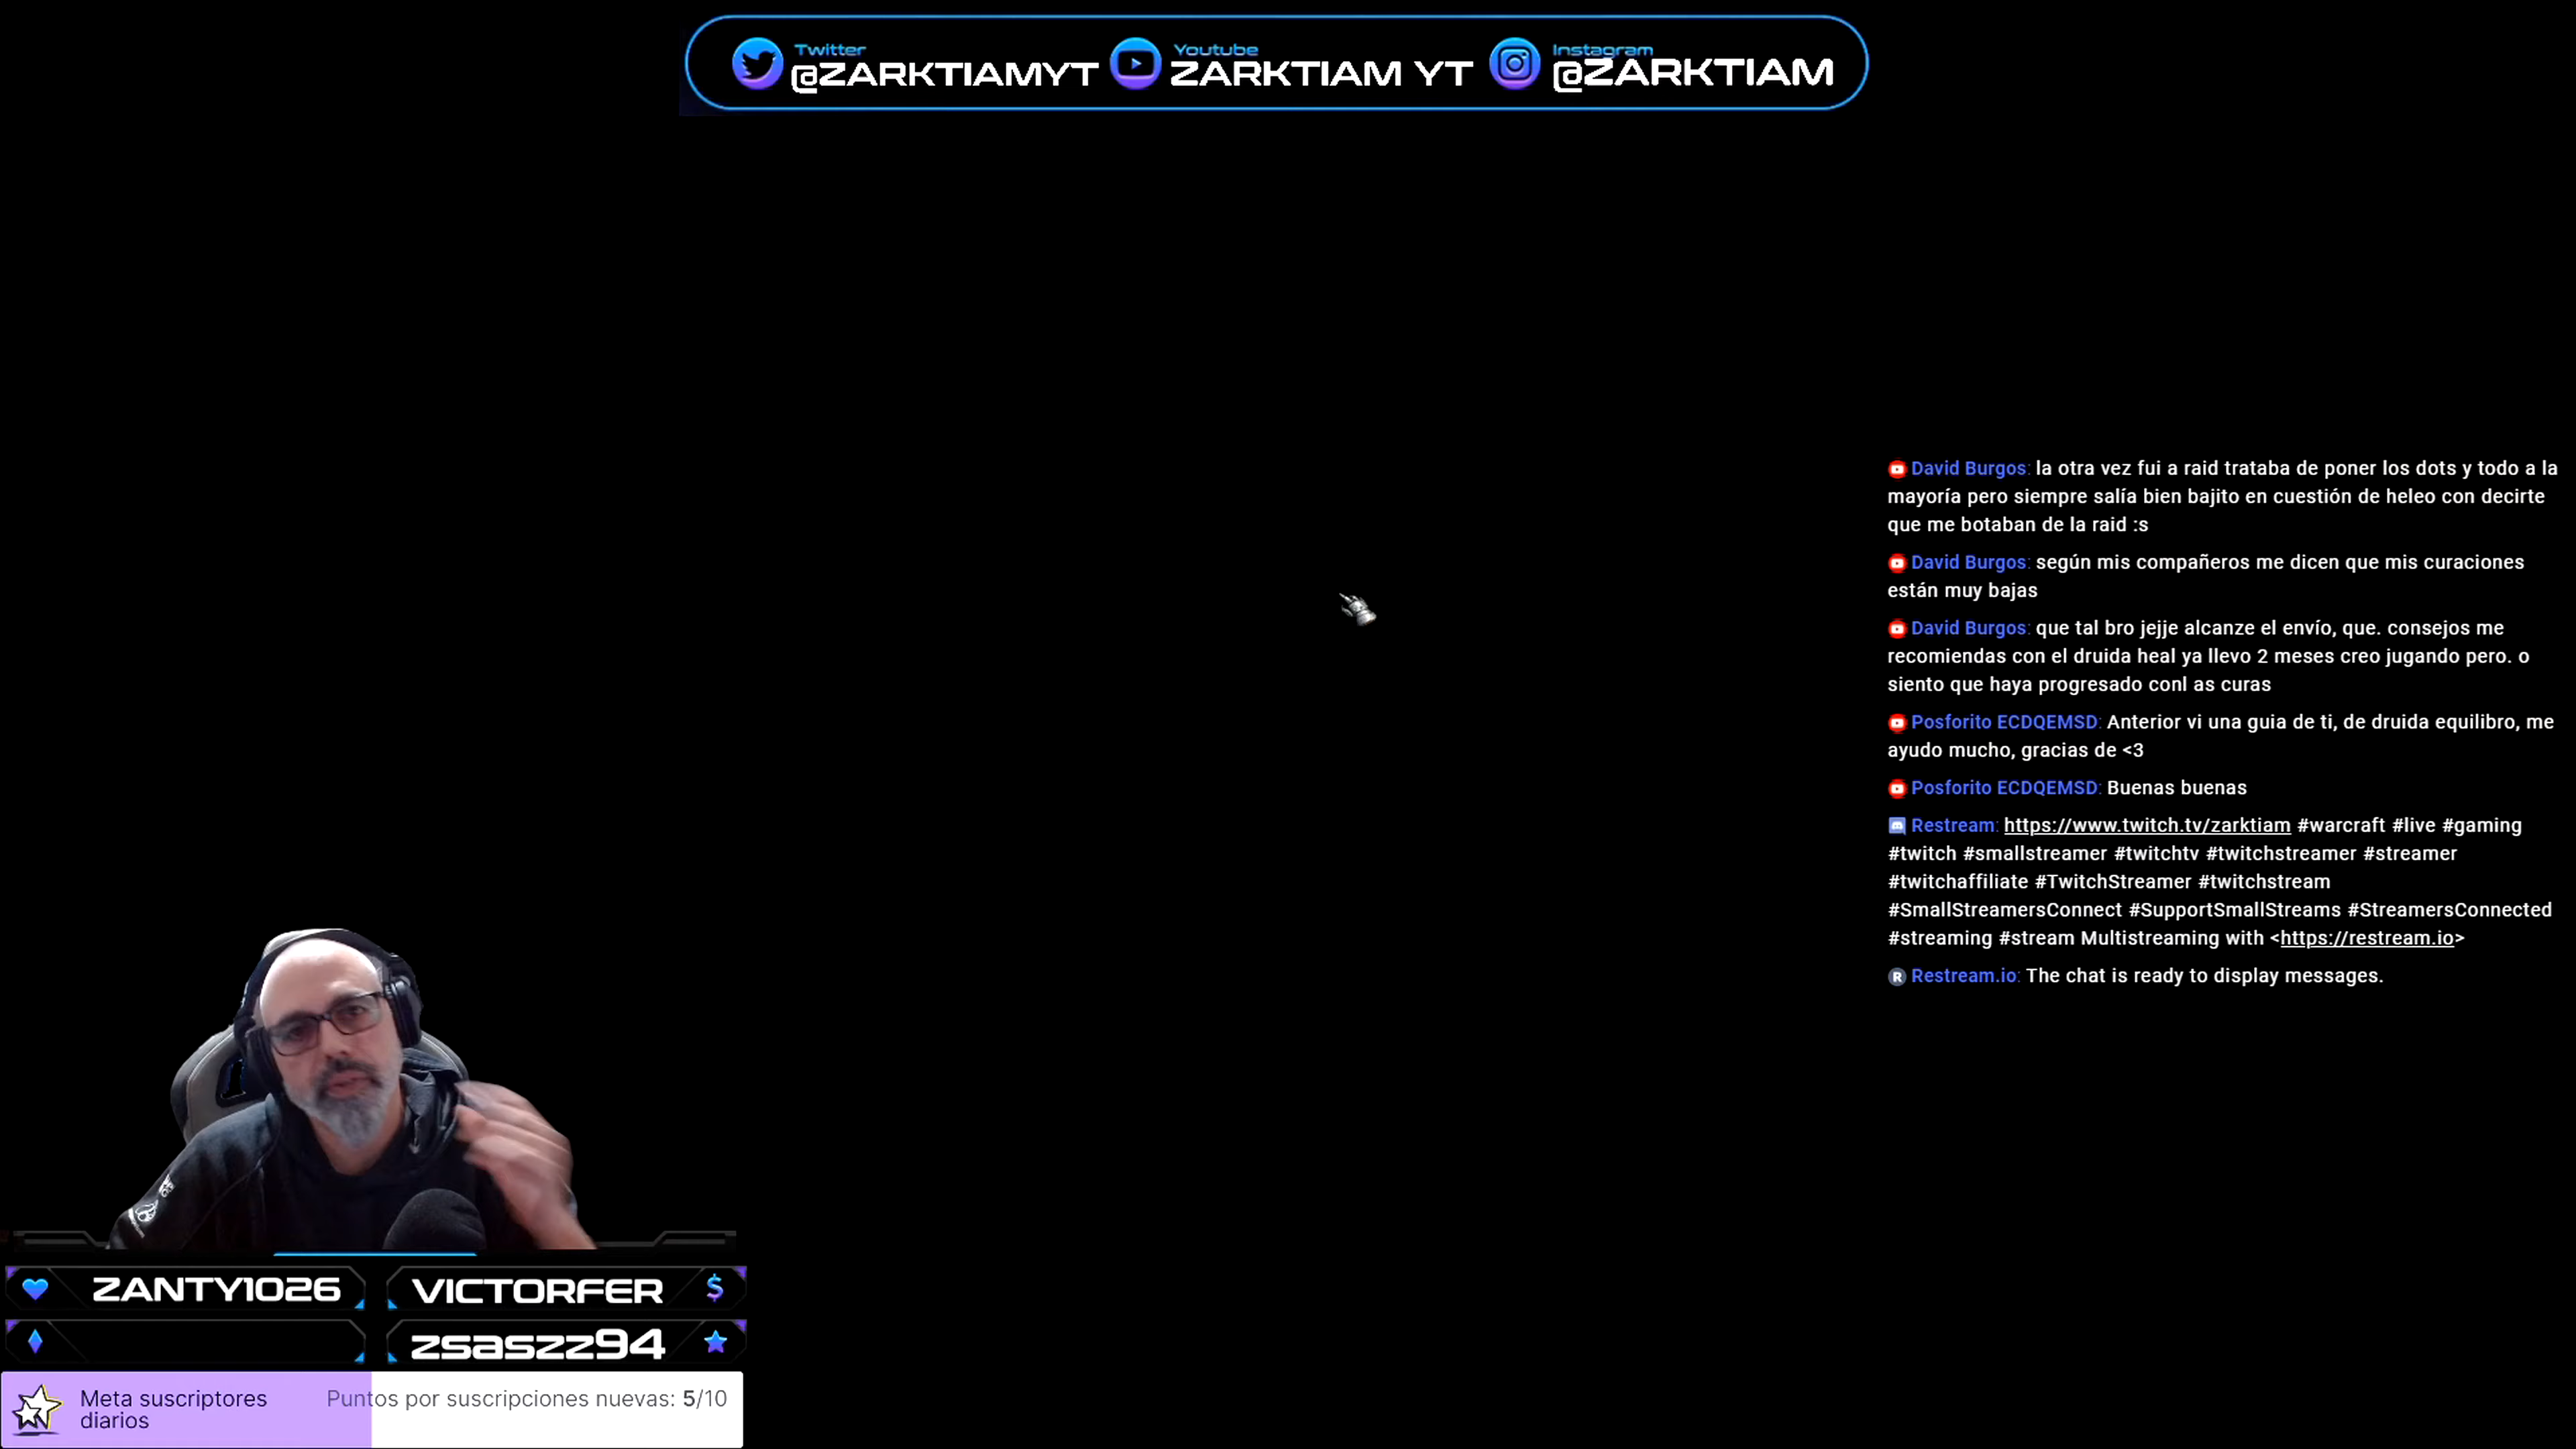 Twitter
@ZARKTIAMYT
Youtube
ZARKTIAM YT
Instagram
@ZARKTIAM
David Burgos: la otra vez fui a raid trataba de poner los dots y todo a la
mayoría pero siempre salía bien bajito en cuestión de heleo con decirte
que me botaban de la raid :s
David Burgos: según mis compañeros me dicen que mis curaciones
están muy bajas
David Burgos: que tal bro jejje alcanze el envío, que. consejos me
recomiendas con el druida heal ya llevo 2 meses creo jugando pero. o
siento que haya progresado conl as curas
Posforito ECDQEMSD: Anterior vi una guia de ti, de druida equilibro, me
ayudo mucho, gracias de <3
Posforito ECDQEMSD: Buenas buenas
Restream: https://www.twitch.tv/zarktiam #warcraft #live #gaming
#twitch #smallstreamer #twitchtv #twitchstreamer #streamer
#twitchaffiliate #TwitchStreamer #twitchstream
#SmallStreamersConnect #SupportSmallStreams #StreamersConnected
#streaming #stream Multistreaming with <https://restream.io>
Restream.io: The chat is ready to display messages.
ZANTY1026
VICTORFER
zsaszz94
Meta suscriptores
diarios
Puntos por suscripciones nuevas: 5/10